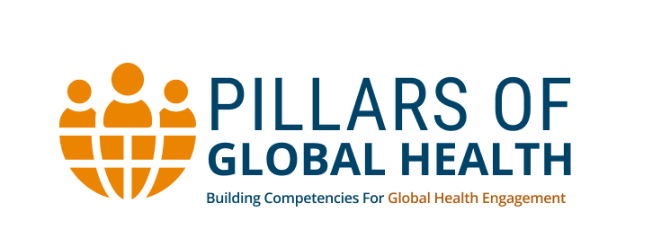 PILLARS OF
GLOBAL HEALTH
Building Competencies For Global Health Engagement